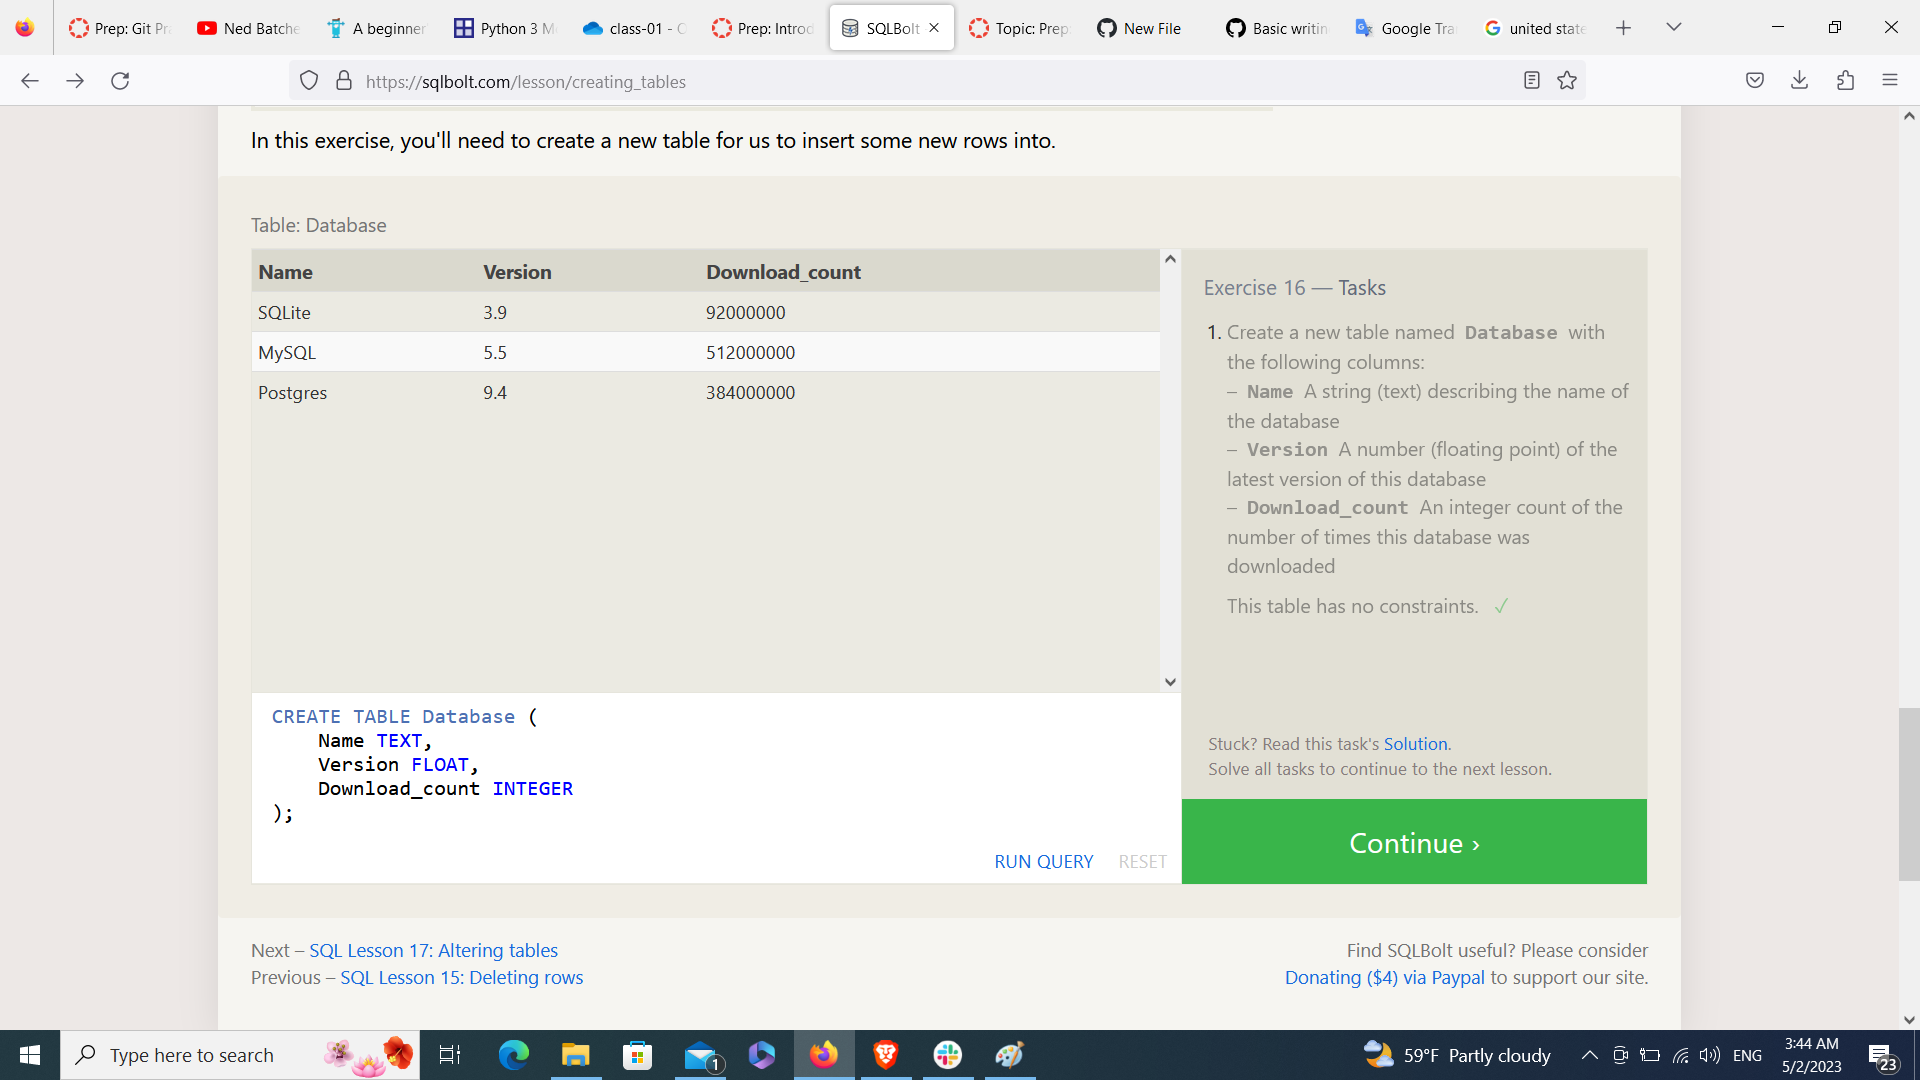 Prep: Git Pra
Ned Batche
A beginner
Python 3 M
class-01 - O
Prep: Introd
SQLBolt
Topic: Prep:
New File
Basic writin
Google Tra
united state
https://sqlbolt.com/lesson/creating_tables
In this exercise, you'll need to create a new table for us to insert some new rows into.
Table: Database
Name Version Download_count
SQLite 3.9 92000000
MySQL 5.5 512000000
Postgres 9.4 384000000
Exercise 16 — Tasks
1. Create a new table named Database with
the following columns:
– Name A string (text) describing the name of
the database
– Version A number (floating point) of the
latest version of this database
– Download_count An integer count of the
number of times this database was
downloaded
This table has no constraints. ✓
CREATE TABLE Database (
Name TEXT,
Version FLOAT,
Download_count INTEGER
);
RUN QUERY RESET
Stuck? Read this task's Solution.
Solve all tasks to continue to the next lesson.
Continue ›
Next – SQL Lesson 17: Altering tables
Previous – SQL Lesson 15: Deleting rows
Find SQLBolt useful? Please consider
Donating ($4) via Paypal to support our site.
Type here to search
1
59°F Partly cloudy
ENG
3:44 AM
5/2/2023
23